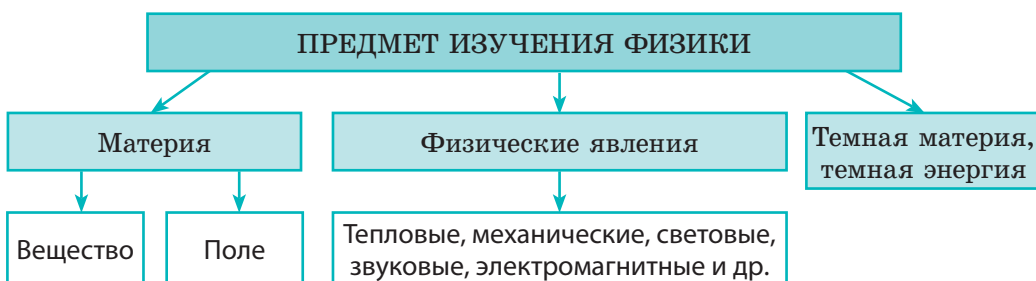 ПРЕДМЕТ ИЗУЧЕНИЯ ФИЗИКИ
Материя
Физические явления
Темная материя,
темная энергия
Вещество
Поле
Тепловые, механические, световые,
звуковые, электромагнитные и др.